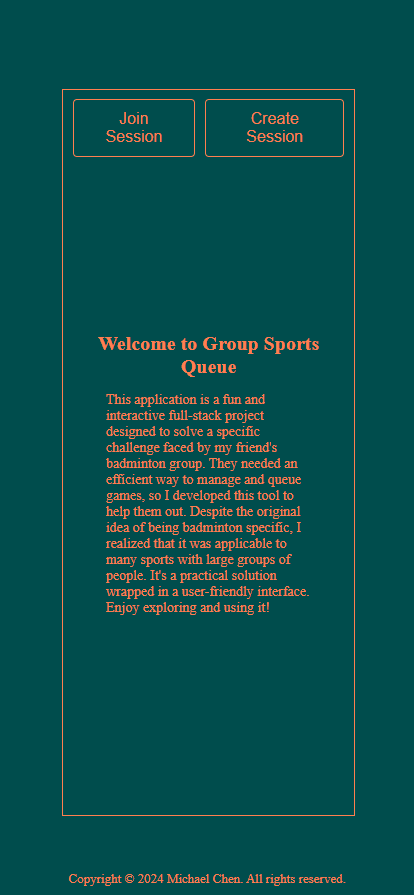 Join
Session
Create
Session
Welcome to Group Sports
Queue
This application is a fun and
interactive full-stack project
designed to solve a specific
challenge faced by my friend's
badminton group. They needed an
efficient way to manage and queue
games, so I developed this tool to
help them out. Despite the original
idea of being badminton specific, I
realized that it was applicable to
many sports with large groups of
people. It's a practical solution
wrapped in a user-friendly interface.
Enjoy exploring and using it!
Copyright © 2024 Michael Chen. All rights reserved.